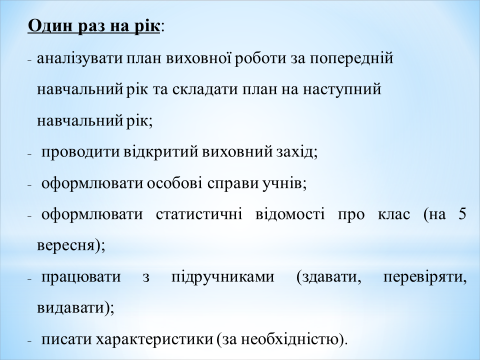 Один раз на рік:
- аналізувати план виховної роботи за попередній
навчальний рік та складати план на наступний
навчальний рік;
- проводити відкритий виховний захід;
- оформлювати особові справи учнів;
- оформлювати статистичні відомості про клас (на 5
вересня);
- працювати з підручниками (здавати, перевіряти,
видавати);
- писати характеристики (за необхідністю).